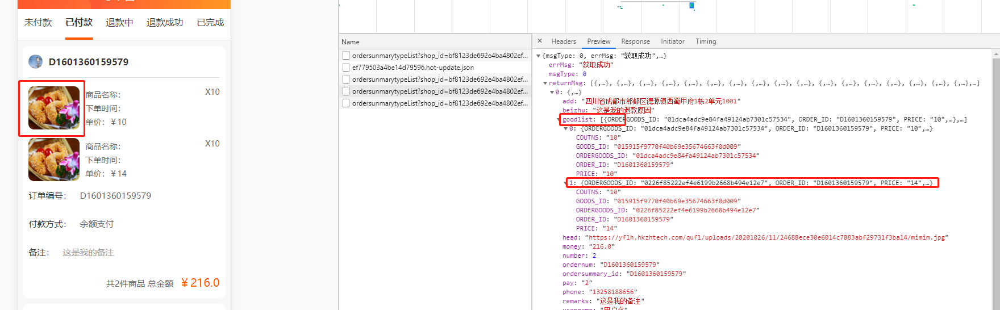 未付款 已付款 退款中 退款成功 已完成
D1601360159579
商品名称： X10
下单时间：
单价：￥10
商品名称： X10
下单时间：
单价：￥14
订单编号： D1601360159579
付款方式： 余额支付
备注： 这是我的备注
共2件商品 总金额 ￥216.0
Name
ordersunmarytypeList?shop_id=bf8123de692e4ba4802ef...
ef779503a4be14d79596.hot-update.json
ordersunmarytypeList?shop_id=bf8123de692e4ba4802ef...
ordersunmarytypeList?shop_id=bf8123de692e4ba4802ef...
ordersunmarytypeList?shop_id=bf8123de692e4ba4802ef...
× Headers Preview Response Initiator Timing
{msgType: 0, errMsg: "获取成功",…}
errMsg: "获取成功"
msgType: 0
returnMsg: [{,…}, {,…}, {,…}, {,…}, {,…}, {,…}, {,…}, {,…}, {,…}, {,…}, {,…}, {,…}, {,…}, {,…}, {,…}, {,…}, {,…},…]
0: {,…}
add: "四川省成都市郫都区德源镇西蜀甲府1栋2单元1001"
beizhu: "这是我的退款原因"
goodlist: [{ORDERGOODS_ID: "01dca4adc9e84fa49124ab7301c57534", ORDER_ID: "D1601360159579", PRICE: "10",…},…]
0: {ORDERGOODS_ID: "01dca4adc9e84fa49124ab7301c57534", ORDER_ID: "D1601360159579", PRICE: "10",…}
COUTNS: "10"
GOODS_ID: "015915f9770f40b69e35674663f0d009"
ORDERGOODS_ID: "01dca4adc9e84fa49124ab7301c57534"
ORDER_ID: "D1601360159579"
PRICE: "10"
1: {ORDERGOODS_ID: "0226f85222ef4e6199b2668b494e12e7", ORDER_ID: "D1601360159579", PRICE: "14",…}
COUTNS: "10"
GOODS_ID: "015915f9770f40b69e35674663f0d009"
ORDERGOODS_ID: "0226f85222ef4e6199b2668b494e12e7"
ORDER_ID: "D1601360159579"
PRICE: "14"
head: "https://yflh.hkzhtech.com/qufl/uploads/20201026/11/24688ece30e6014c7883abf29731f3ba14/mimim.jpg"
money: "216.0"
number: 2
ordernum: "D1601360159579"
ordersummary_id: "D1601360159579"
pay: "2"
phone: "13258188656"
remarks: "这是我的备注"
username: "用户名"